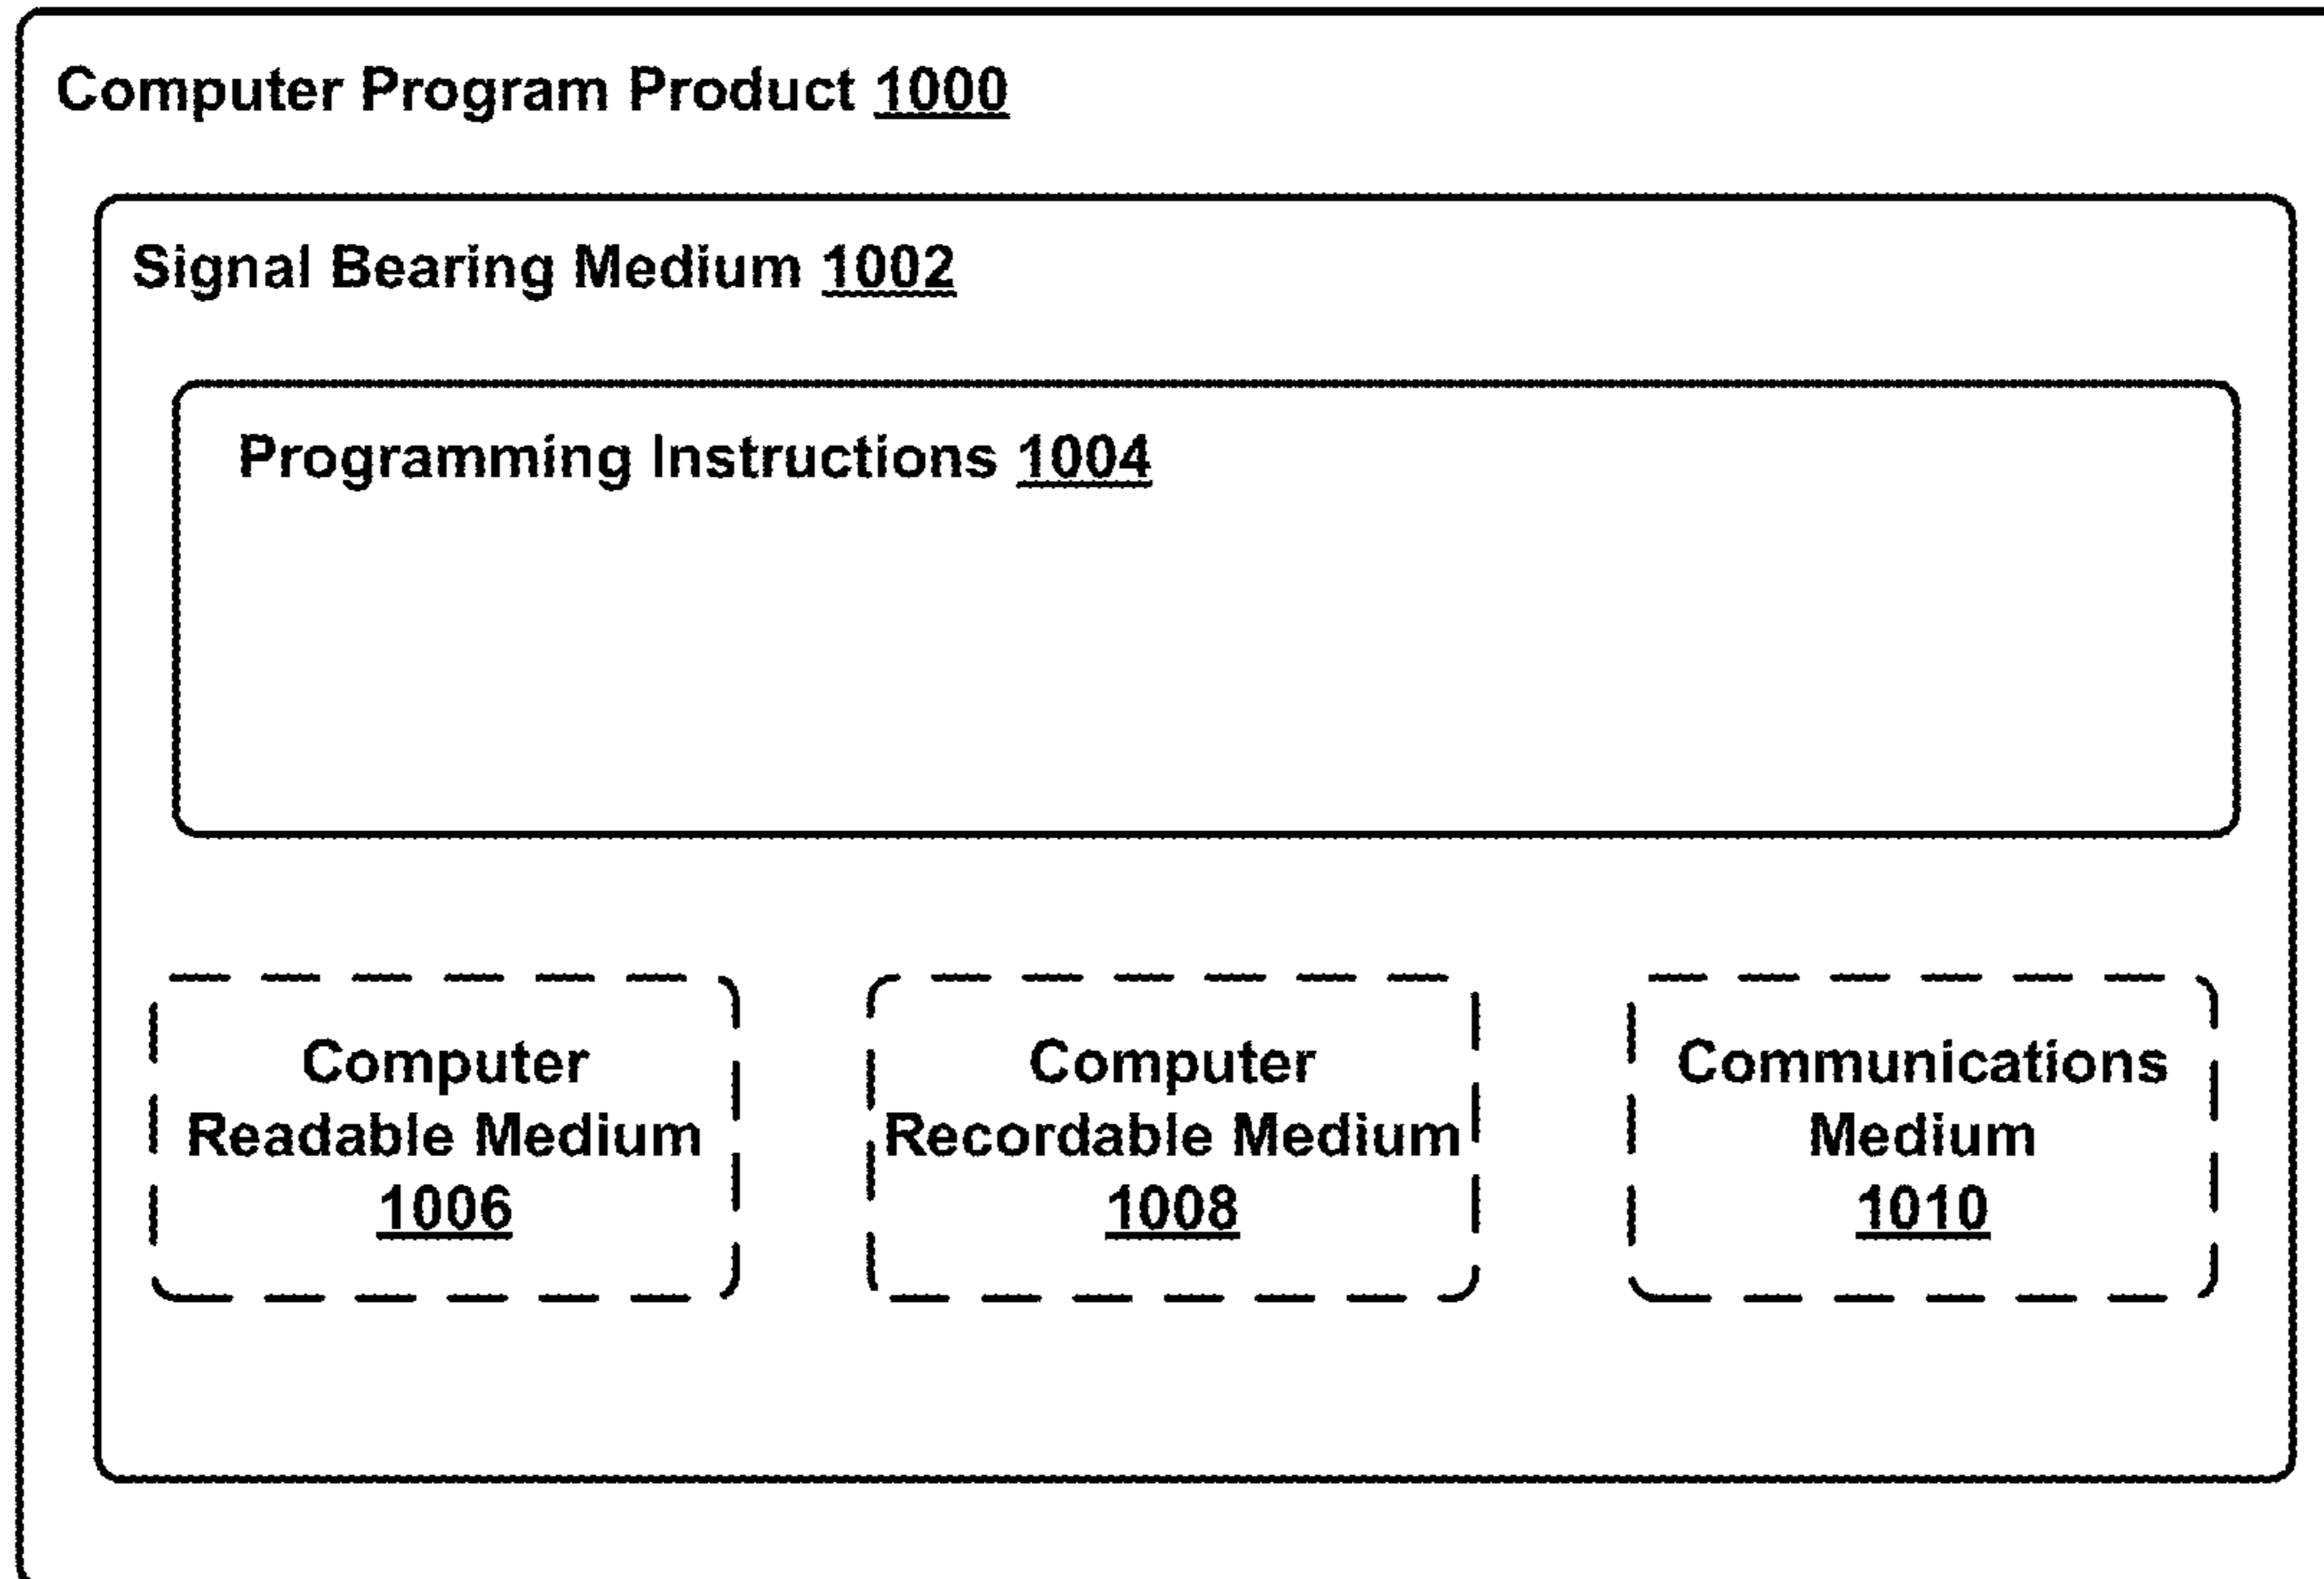 Computer Program Product 1000
Signal Bearing Medium 1002
Programming Instructions 1004
Computer
Readable Medium
1006
Computer
Recordable Medium
1008
Communications
Medium
1010